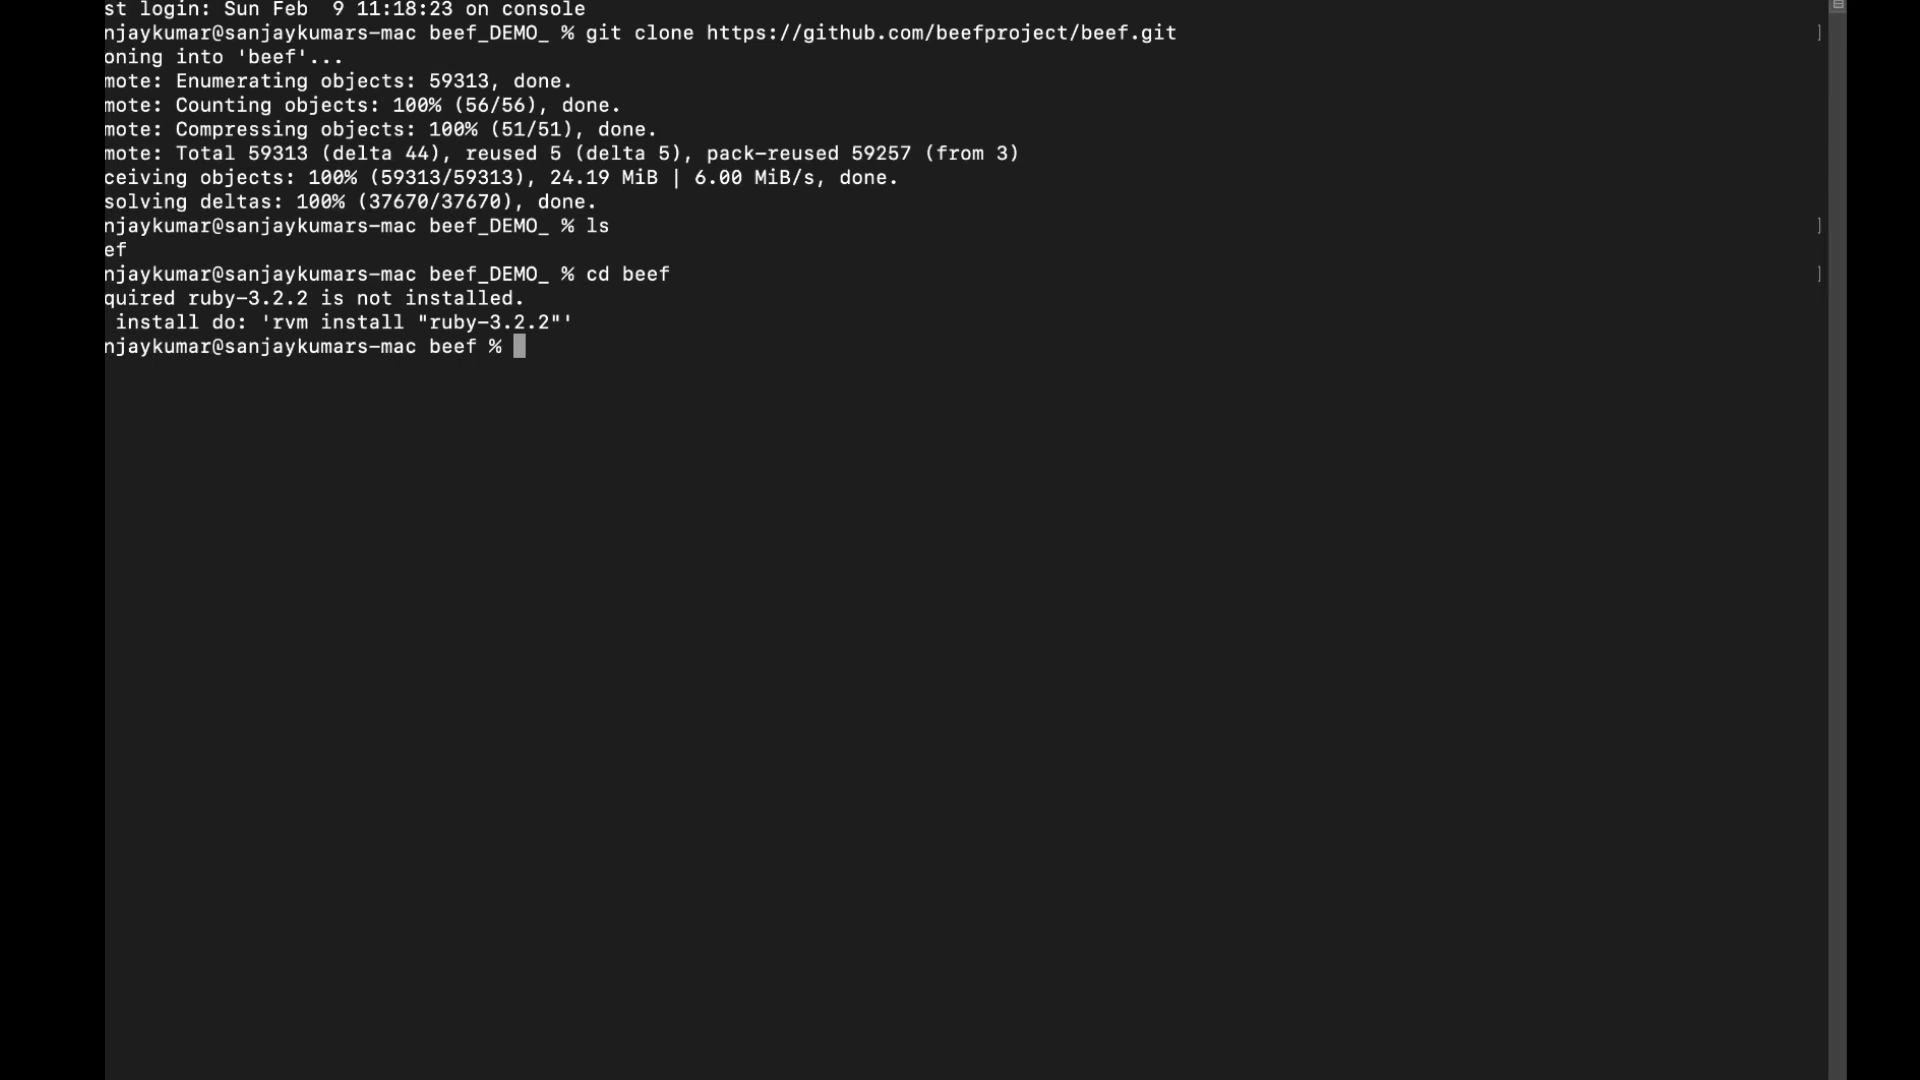 st login: Sun Feb  9 11:18:23 on console
njaykumar@sanjaykumars-mac beef_DEMO_ % git clone https://github.com/beefproject/beef.git ]
oning into 'beef'...
mote: Enumerating objects: 59313, done.
mote: Counting objects: 100% (56/56), done.
mote: Compressing objects: 100% (51/51), done.
mote: Total 59313 (delta 44), reused 5 (delta 5), pack-reused 59257 (from 3)
ceiving objects: 100% (59313/59313), 24.19 MiB | 6.00 MiB/s, done.
solving deltas: 100% (37670/37670), done.
njaykumar@sanjaykumars-mac beef_DEMO_ % ls ]
ef
njaykumar@sanjaykumars-mac beef_DEMO_ % cd beef ]
quired ruby-3.2.2 is not installed.
install do: 'rvm install "ruby-3.2.2"'
njaykumar@sanjaykumars-mac beef %